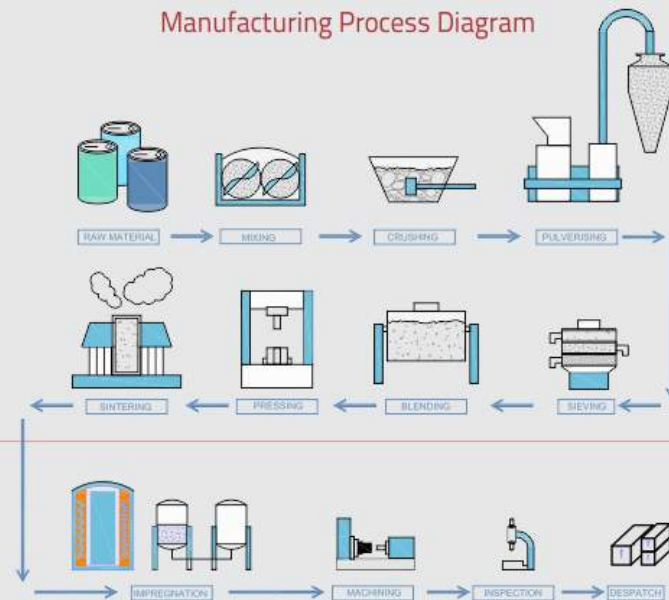 Manufacturing Process Diagram
RAW MATERIAL
MIXING
CRUSHING
PULVERISING
SINTERING
PRESSING
BLENDING
SIEVING
IMPREGNATION
MACHINING
INSPECTION
DESPATCH